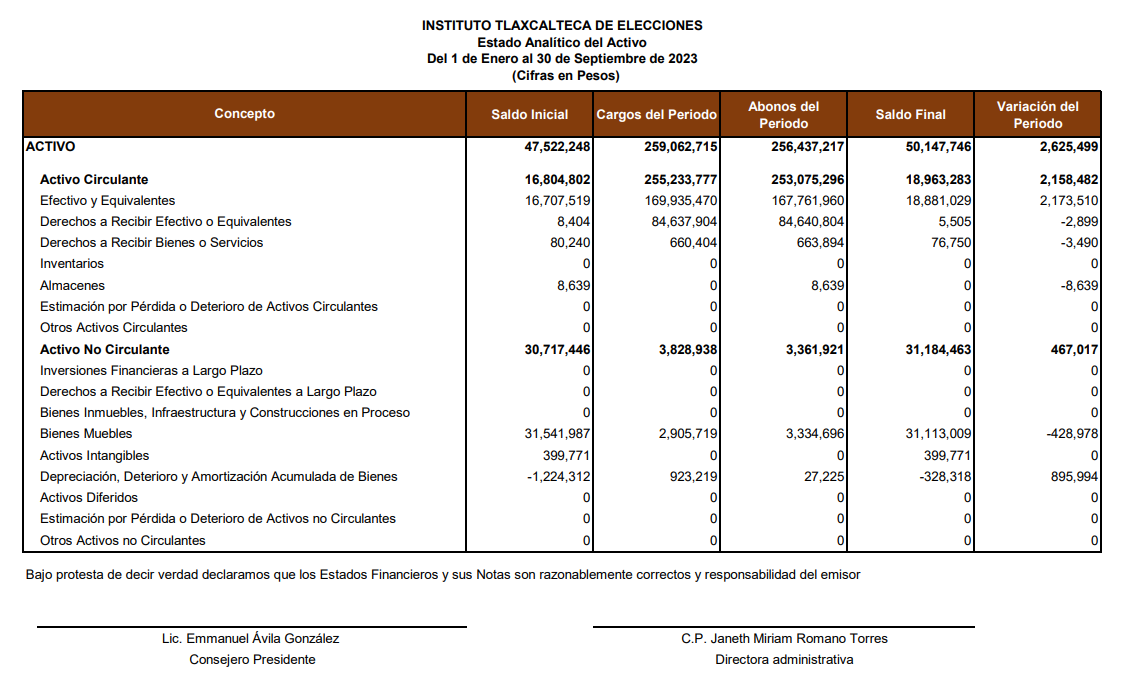 INSTITUTO TLAXCALTECA DE ELECCIONES
Estado Analítico del Activo
Del 1 de Enero al 30 de Septiembre de 2023
(Cifras en Pesos)
Concepto Saldo Inicial Cargos del Periodo Abonos del Periodo Saldo Final Variación del Periodo
ACTIVO 47,522,248 259,062,715 256,437,217 50,147,746 2,625,499
Activo Circulante 16,804,802 255,233,777 253,075,296 18,963,283 2,158,482
Efectivo y Equivalentes 16,707,519 169,935,470 167,761,960 18,881,029 2,173,510
Derechos a Recibir Efectivo o Equivalentes 8,404 84,637,904 84,640,804 5,505 -2,899
Derechos a Recibir Bienes o Servicios 80,240 660,404 663,894 76,750 -3,490
Inventarios 0 0 0 0 0
Almacenes 8,639 0 8,639 0 -8,639
Estimación por Pérdida o Deterioro de Activos Circulantes 0 0 0 0 0
Otros Activos Circulantes 0 0 0 0 0
Activo No Circulante 30,717,446 3,828,938 3,361,921 31,184,463 467,017
Inversiones Financieras a Largo Plazo 0 0 0 0 0
Derechos a Recibir Efectivo o Equivalentes a Largo Plazo 0 0 0 0 0
Bienes Inmuebles, Infraestructura y Construcciones en Proceso 0 0 0 0 0
Bienes Muebles 31,541,987 2,905,719 3,334,696 31,113,009 -428,978
Activos Intangibles 399,771 0 0 399,771 0
Depreciación, Deterioro y Amortización Acumulada de Bienes -1,224,312 923,219 27,225 -328,318 895,994
Activos Diferidos 0 0 0 0 0
Estimación por Pérdida o Deterioro de Activos no Circulantes 0 0 0 0 0
Otros Activos no Circulantes 0 0 0 0 0
Bajo protesta de decir verdad declaramos que los Estados Financieros y sus Notas son razonablemente correctos y responsabilidad del emisor
Lic. Emmanuel Ávila González C.P. Janeth Miriam Romano Torres
Consejero Presidente Directora administrativa